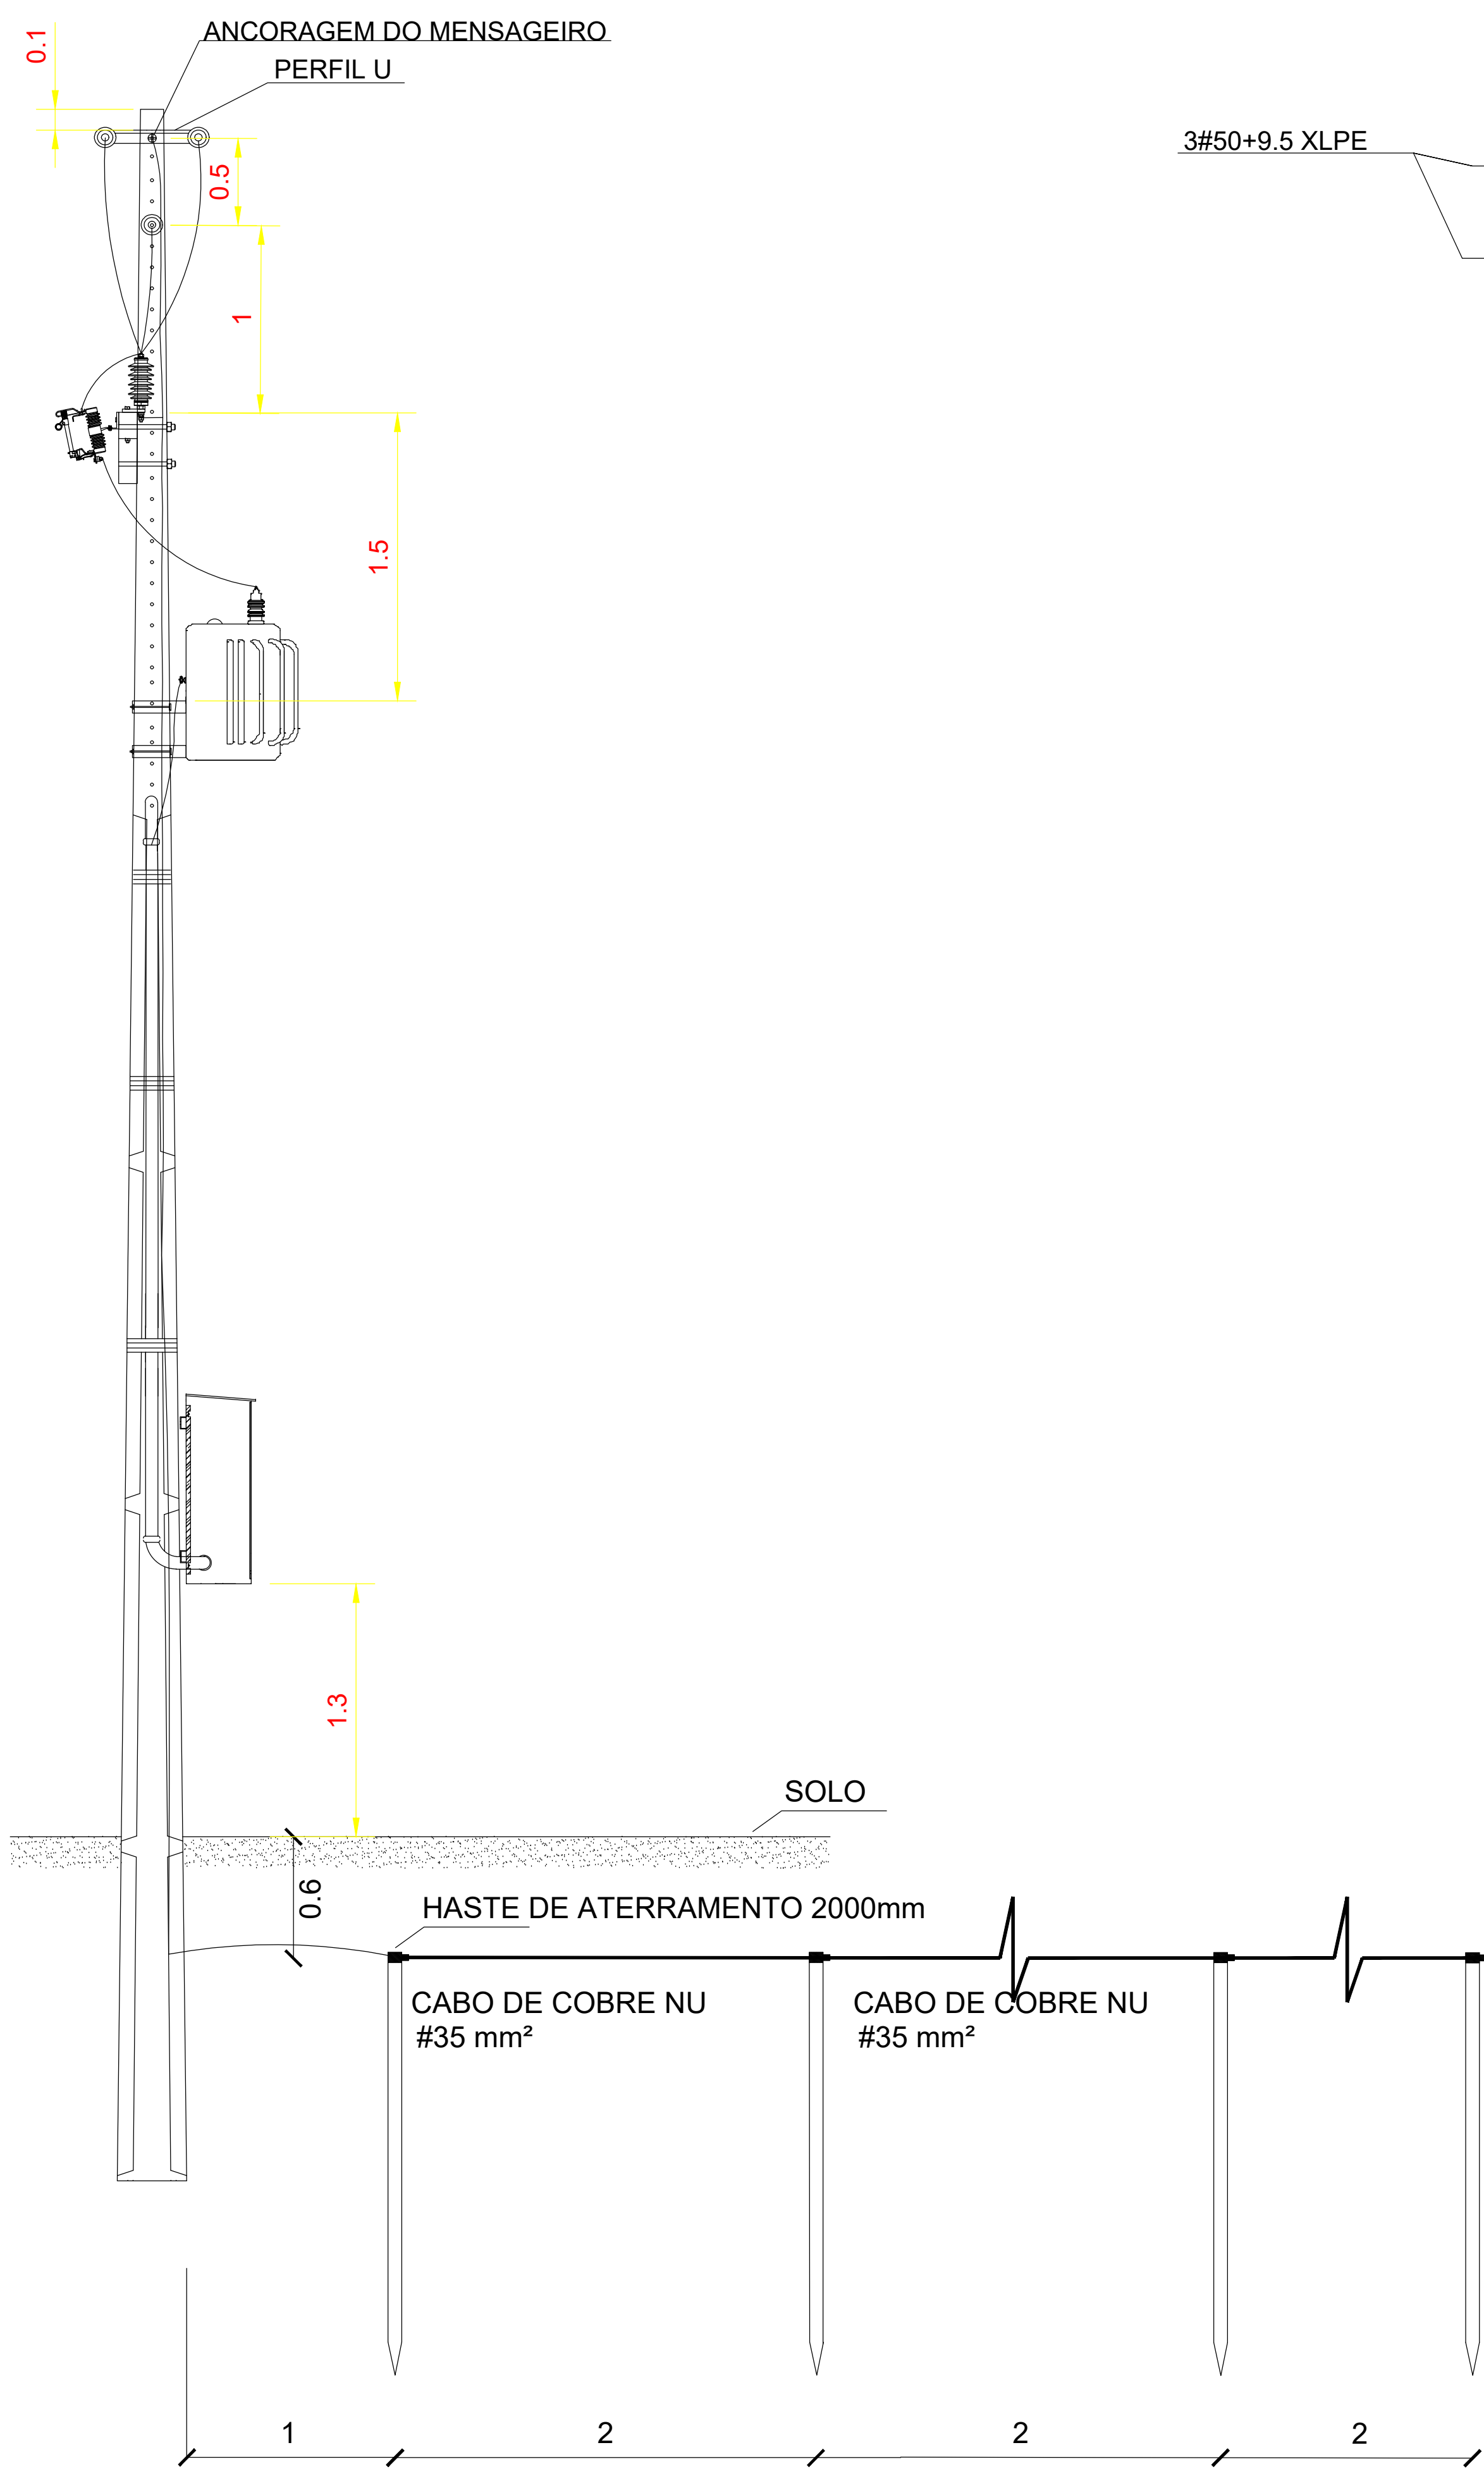 0.1
ANCORAGEM DO MENSAGEIRO
PERFIL U
3#50+9.5 XLPE
0.5
1
1.5
1.3
SOLO
0.6
HASTE DE ATERRAMENTO 2000mm
CABO DE COBRE NU
#35 mm²
CABO DE COBRE NU
#35 mm²
1
2
2
2